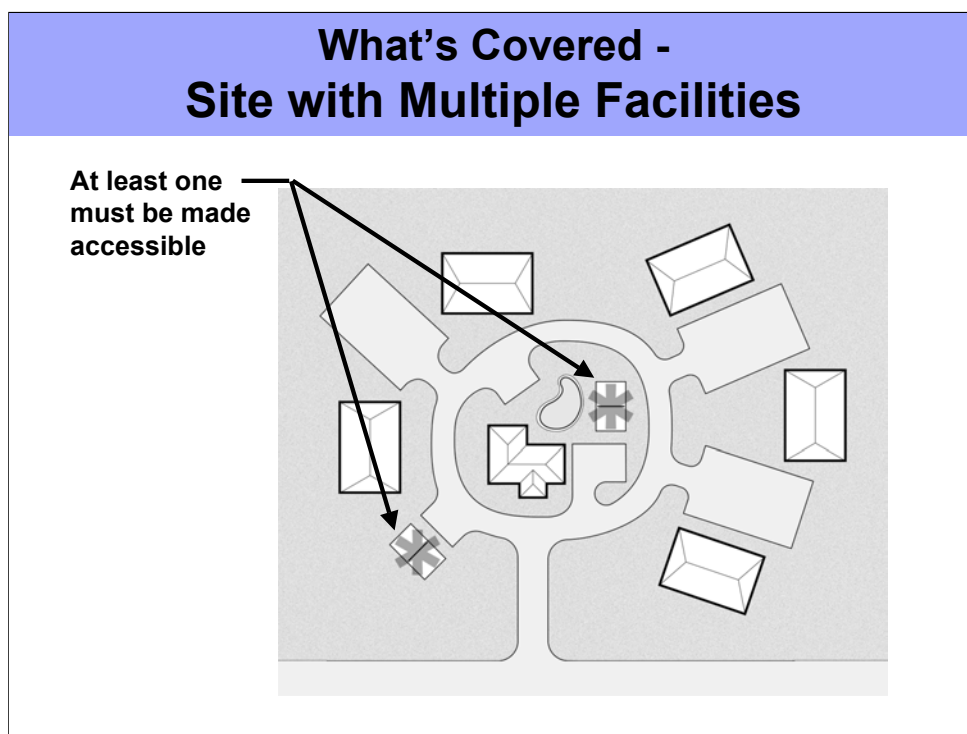 What's Covered -
Site with Multiple Facilities
At least one
must be made
accessible